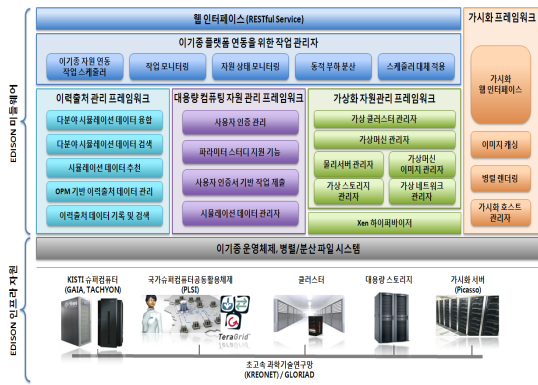 EDISON 미들웨어
웹 인터페이스 (RESTful Service)
이기종 플랫폼 연동을 위한 작업 관리자
이기종 자원 연동
작업 스케줄러
작업 모니터링
자원 상태 모니터링
동적 부하 분산
스케줄러 대체 적용
이력출처 관리 프레임워크
다분야 시뮬레이션 데이터 융합
다분야 시뮬레이션 데이터 검색
시뮬레이션 데이터 추천
OPM 기반 이력출처 데이터 관리
이력출처 데이터 기록 및 검색
대용량 컴퓨팅 자원 관리 프레임워크
사용자 인증 관리
파라미터 스터디 지원 기능
사용자 인증서 기반 작업 제출
시뮬레이션 데이터 관리자
가상화 자원관리 프레임워크
가상 클러스터 관리자
가상머신 관리자
물리서버 관리자
가상머신
이미지 관리자
가상 스토리지
관리자
가상 네트워크
관리자
Xen 하이퍼바이저
가시화 프레임워크
가시화
웹 인터페이스
이미지 캐싱
병렬 렌더링
가시화 호스트
관리자
EDISON 인프라 자원
이기종 운영체제, 병렬/분산 파일 시스템
KISTI 슈퍼컴퓨터
(GAIA, TACHYON)
국가슈퍼컴퓨터공동활용체제
(PLSI)
TeraGrid
클러스터
대용량 스토리지
가시화 서버
(Picasso)
초고속 과학기술연구망
(KREONET) / GLORIAD